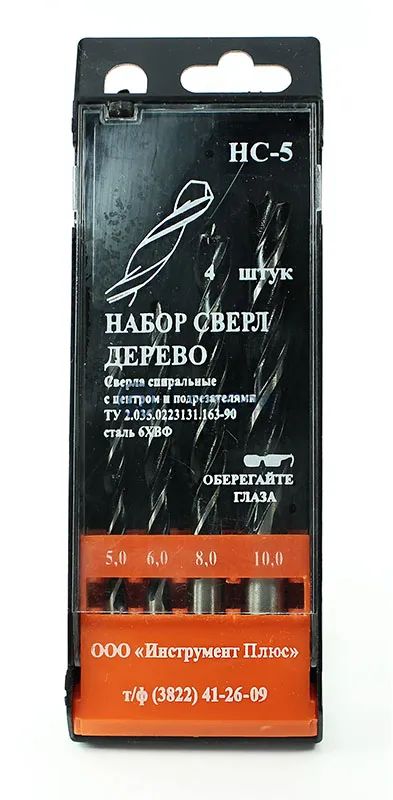 НС-5
4 штук
НАБОР СВЕРЛ
ДЕРЕВО
Сверла спиральные
с центром и подрезателями
ТУ 2.035.0223131.163-90
сталь 6ХВФ
ОБЕРЕГАЙТЕ
ГЛАЗА
5,0 6,0 8,0 10,0
ООО «Инструмент Плюс»
т/ф (3822) 41-26-09